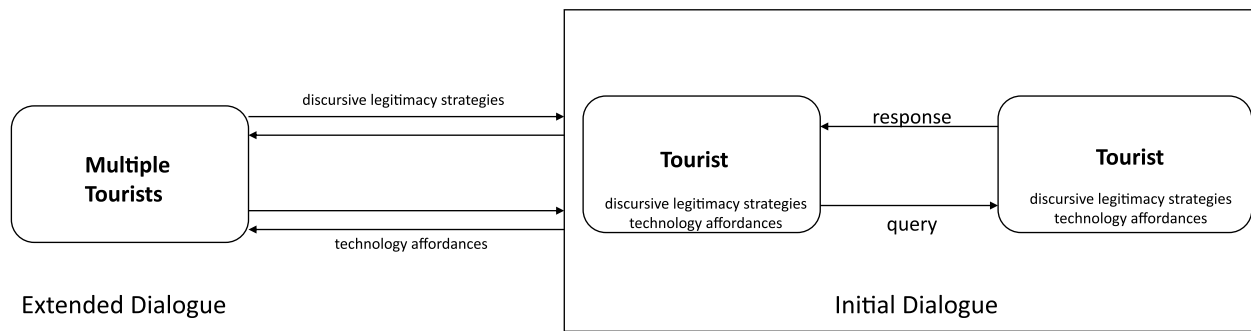 discursive legitimacy strategies
Multiple
Tourists
technology affordances
Extended Dialogue
Tourist
discursive legitimacy strategies
technology affordances
response
query
Tourist
discursive legitimacy strategies
technology affordances
Initial Dialogue